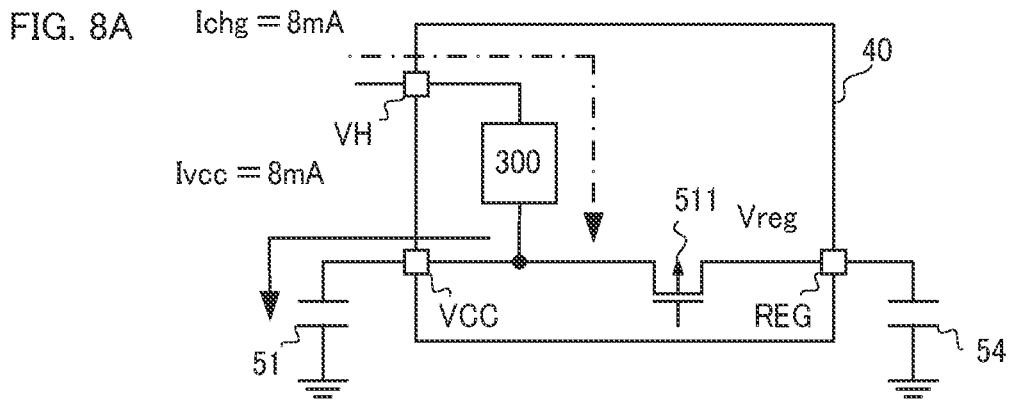 FIG. 8A
Ichg = 8mA
40
VH
300
Ivcc = 8mA
511
Vreg
VCC
REG
51
54